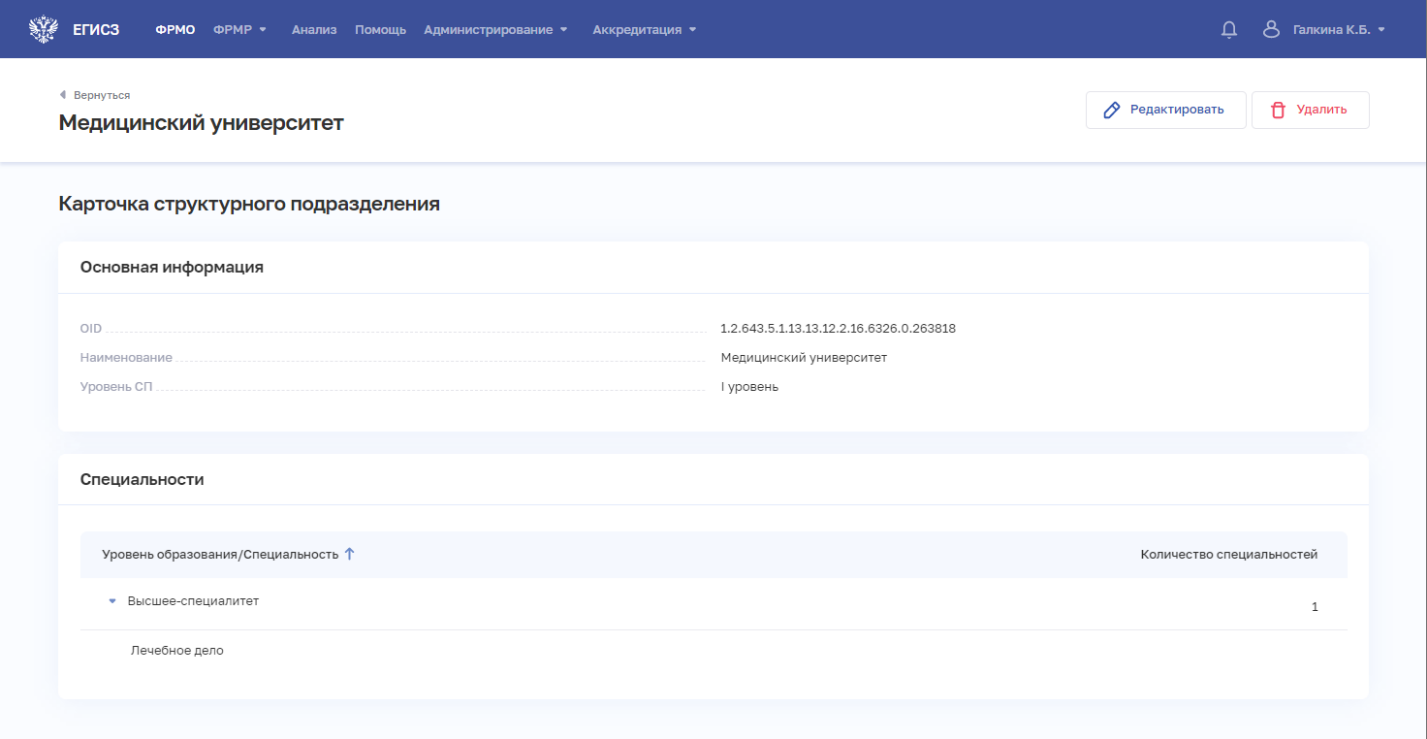 ЕГИСЗ ФРМО ФРМР Анализ Помощь Администрирование Аккредитация Галкина К.Б.
Вернуться
Медицинский университет
Редактировать Удалить
Карточка структурного подразделения
Основная информация
OID 1.2.643.5.1.13.13.12.2.16.6326.0.263818
Наименование Медицинский университет
Уровень СП I уровень
Специальности
Уровень образования/Специальность Количество специальностей
Высшее-специалитет 1
Лечебное дело